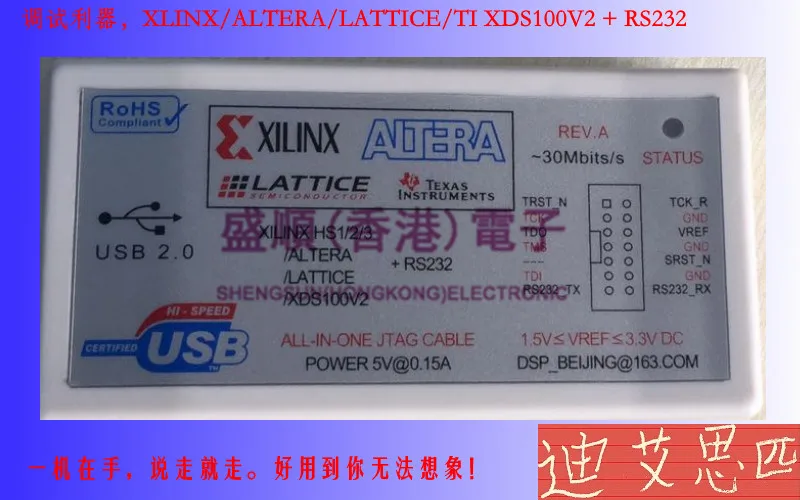 调试利器，XLINX/ALTERA/LATTICE/TI XDS100V2 + RS232
RoHS
Compliant
XILINX ALTERA
LATTICE
SEMICONDUCTOR
TEXAS
INSTRUMENTS
REV.A
~30Mbits/s STATUS
USB 2.0
盛順(香港)電子
XILINX HS1/2/3
/ALTERA
/LATTICE
/XDS100V2
+ RS232
SHENGSUN(HONGKONG)ELECTRONIC
TRST_N TCK_R
TCK GND
TDO VREF
TMS GND
--- SRST_N
TDI GND
RS232_TX RS232_RX
HI-SPEED
CERTIFIED USB
TM
ALL-IN-ONE JTAG CABLE
POWER 5V@0.15A
1.5V≤VREF≤3.3V DC
DSP_BEIJING@163.COM
一机在手，说走就走。好用到你无法想象！
迪艾思匹